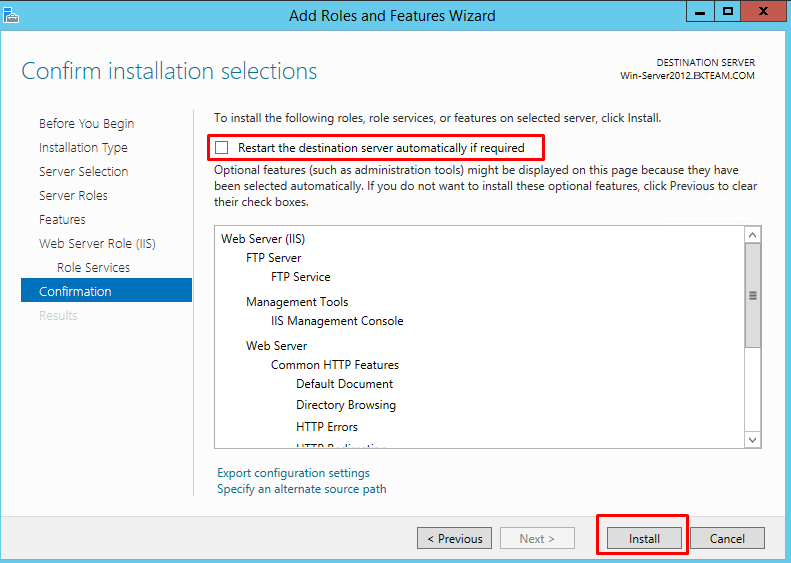 Add Roles and Features Wizard
Confirm installation selections
DESTINATION SERVER
Win-Server2012.EKTEAM.COM
Before You Begin
Installation Type
Server Selection
Server Roles
Features
Web Server Role (IIS)
Role Services
Confirmation
Results
To install the following roles, role services, or features on selected server, click Install.
Restart the destination server automatically if required
Optional features (such as administration tools) might be displayed on this page because they have
been selected automatically. If you do not want to install these optional features, click Previous to clear
their check boxes.
Web Server (IIS)
FTP Server
FTP Service
Management Tools
IIS Management Console
Web Server
Common HTTP Features
Default Document
Directory Browsing
HTTP Errors
HTTP Redirection
Export configuration settings
Specify an alternate source path
< Previous
Next >
Install
Cancel